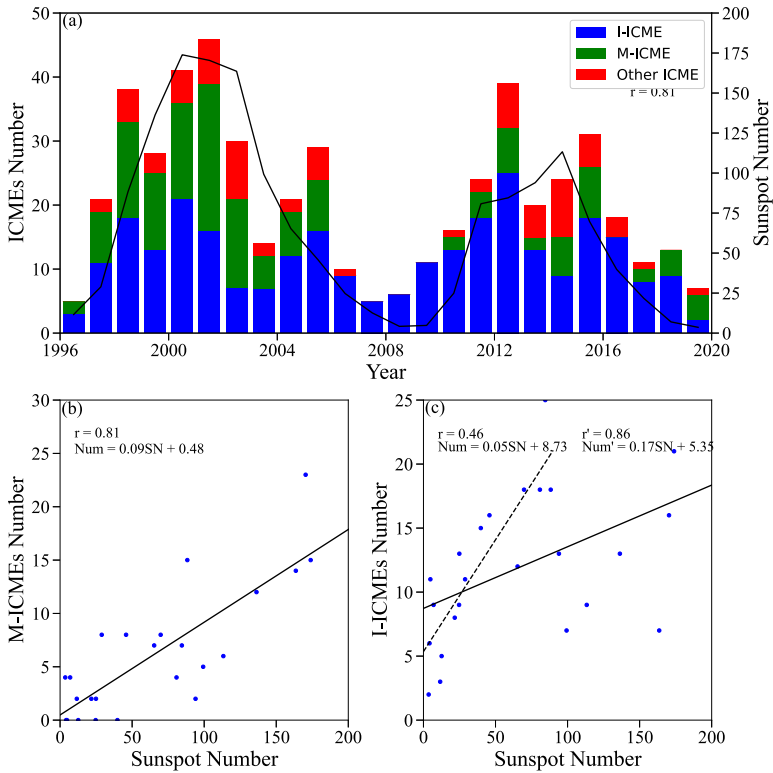 (a)
I-ICME
M-ICME
Other ICME
r = 0.81
ICMEs Number
Sunspot Number
50
40
30
20
10
0
200
175
150
125
100
75
50
25
0
1996
2000
2004
2008
2012
2016
2020
Year
(b)
r = 0.81
Num = 0.09SN + 0.48
M-ICMEs Number
30
25
20
15
10
5
0
0
50
100
150
200
Sunspot Number
(c)
r = 0.46
Num = 0.05SN + 8.73
r' = 0.86
Num' = 0.17SN + 5.35
I-ICMEs Number
25
20
15
10
5
0
0
50
100
150
200
Sunspot Number